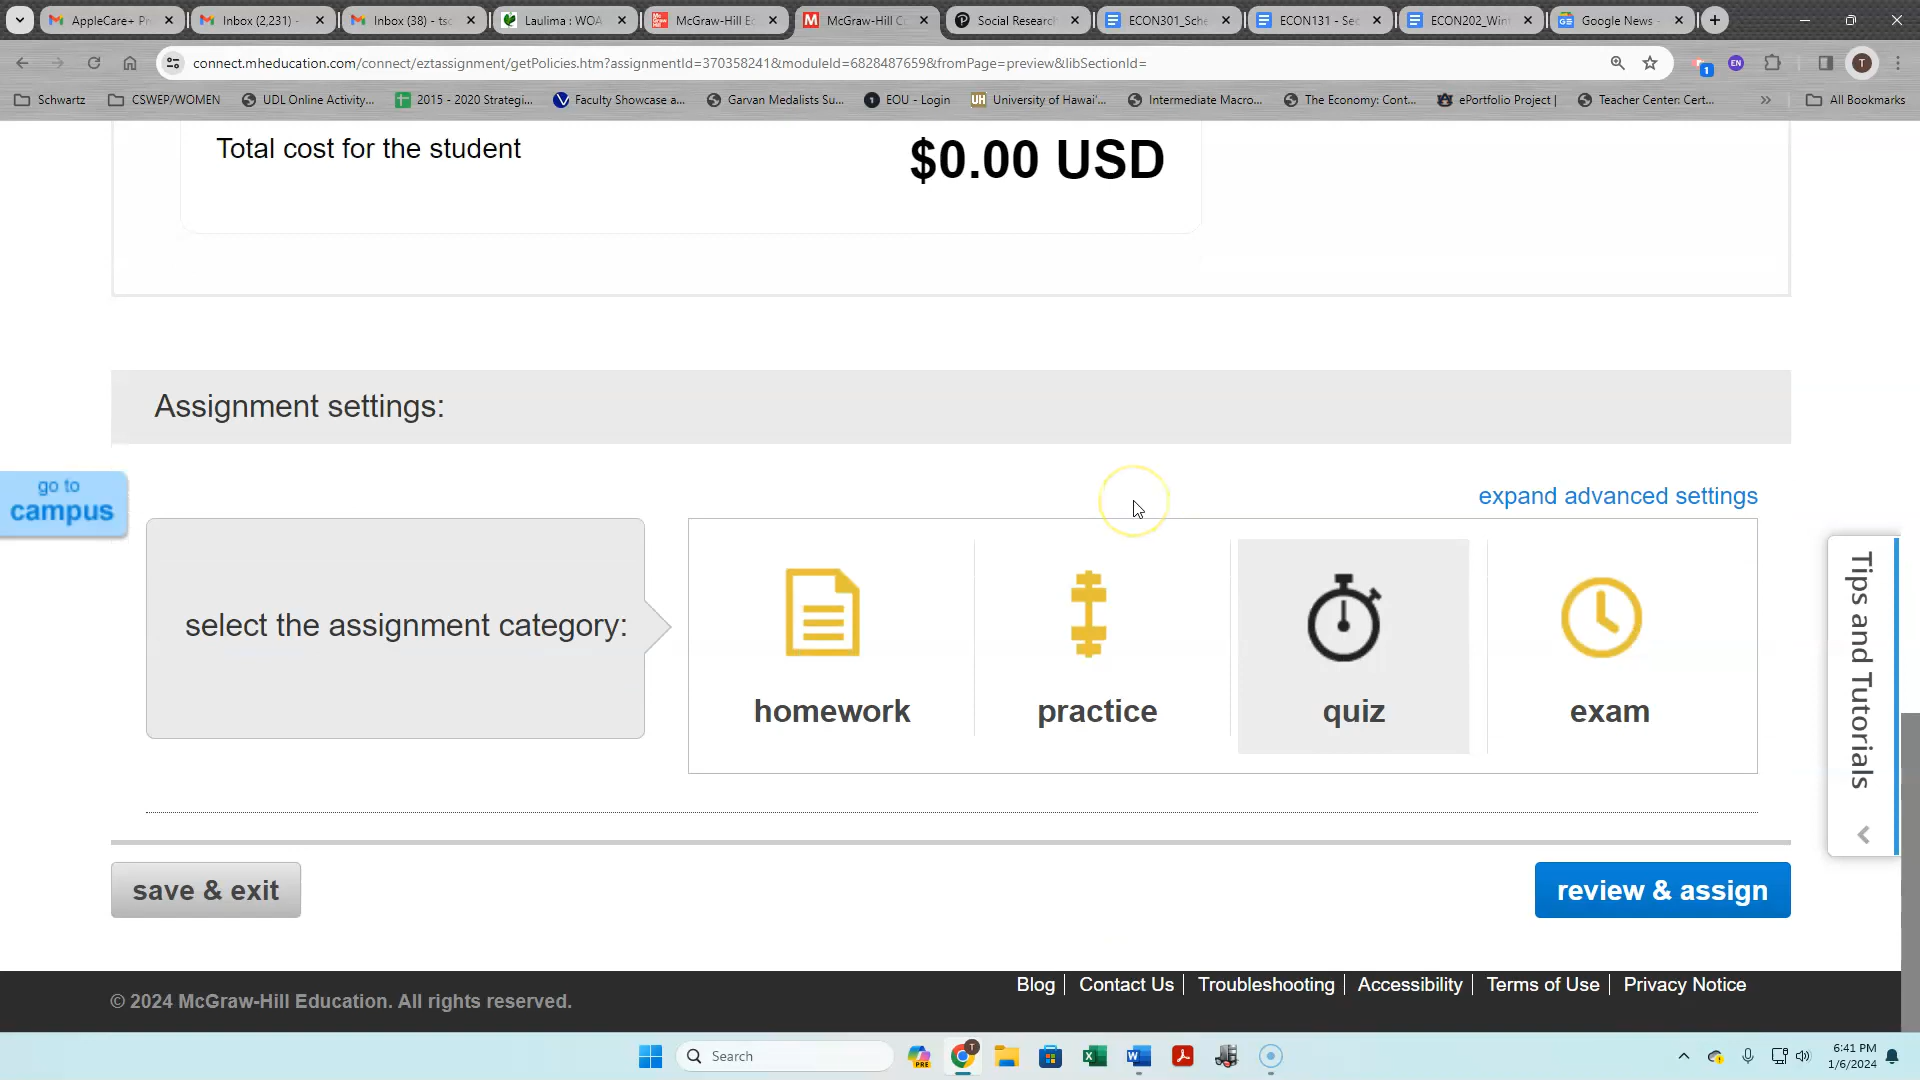 AppleCare+ Pr
Inbox (2,231)
Inbox (38) - tsc
Laulima : WOA
McGraw-Hill E
McGraw-Hill C
Social Research
ECON301_Sche
ECON131 - Sec
ECON202_Wint
Google News -
connect.mheducation.com/connect/eztassignment/getPolicies.htm?assignmentId=370358241&moduleId=6828487659&fromPage=preview&libSectionId=
1
EN
T
Schwartz
CSWEP/WOMEN
UDL Online Activity...
2015 - 2020 Strategi...
Faculty Showcase a...
Garvan Medalists Su...
EOU - Login
University of Hawai'...
Intermediate Macro...
The Economy: Cont...
ePortfolio Project |
Teacher Center: Cert...
All Bookmarks
Total cost for the student
$0.00 USD
Assignment settings:
go to
campus
expand advanced settings
select the assignment category:
homework
practice
quiz
exam
Tips and Tutorials
save & exit
review & assign
© 2024 McGraw-Hill Education. All rights reserved.
Blog
Contact Us
Troubleshooting
Accessibility
Terms of Use
Privacy Notice
Search
6:41 PM
1/6/2024